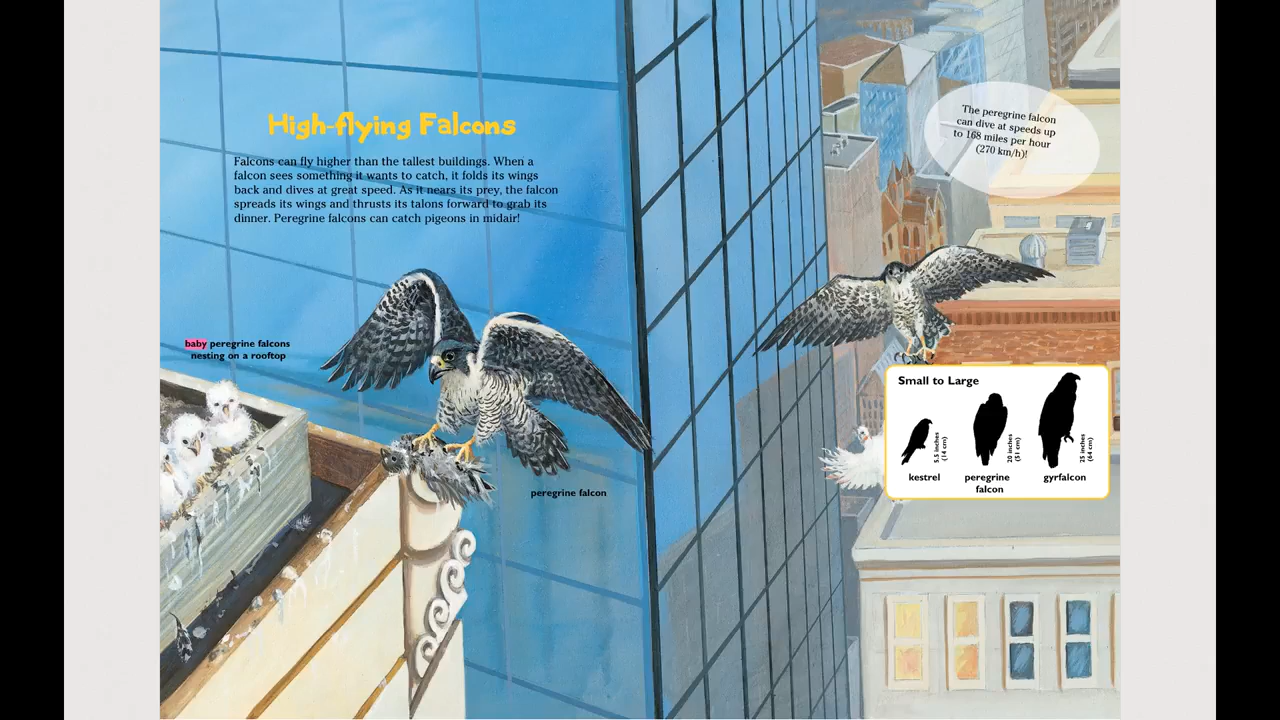 High-flying Falcons
Falcons can fly higher than the tallest buildings. When a
falcon sees something it wants to catch, it folds its wings
back and dives at great speed. As it nears its prey, the falcon
spreads its wings and thrusts its talons forward to grab its
dinner. Peregrine falcons can catch pigeons in midair!
The peregrine falcon
can dive at speeds up
to 168 miles per hour
(270 km/h)!
baby peregrine falcons
nesting on a rooftop
peregrine falcon
Small to Large
5.5 inches
(14 cm)
kestrel
20 inches
(51 cm)
peregrine
falcon
25 inches
(64 cm)
gyrfalcon